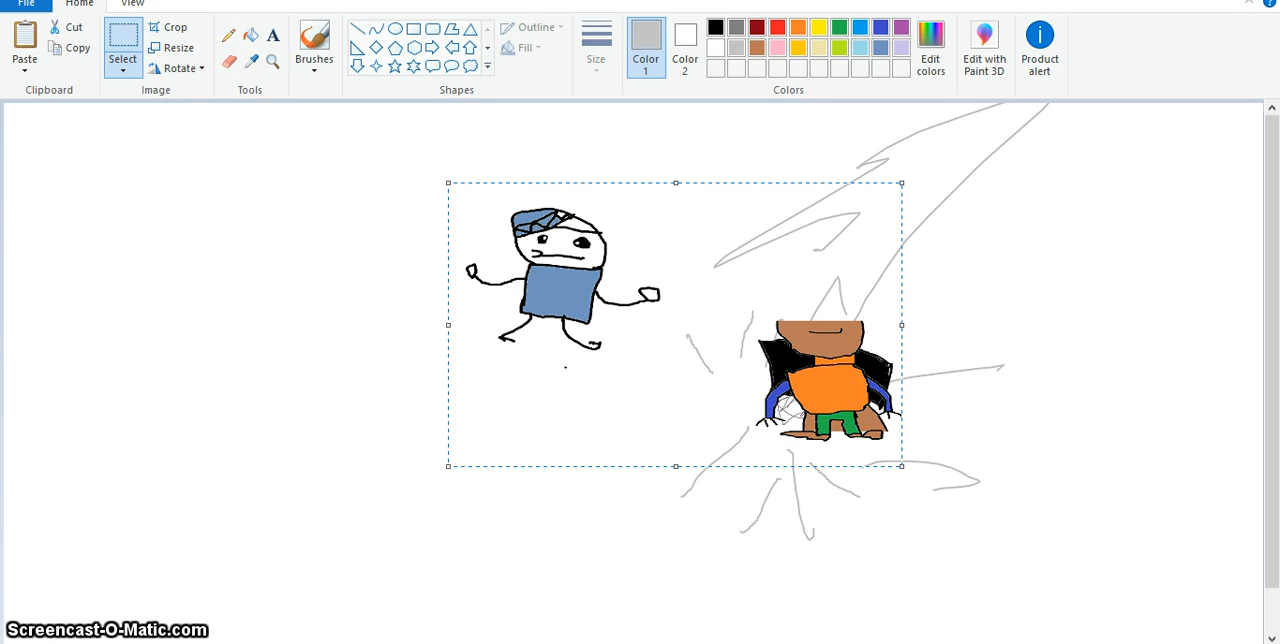 File Home View
Cut
Copy
Paste
Clipboard
Crop
Resize
Rotate
Select
Image
A
Tools
Brushes
Outline
Fill
Shapes
Size
Color 1
Color 2
Edit colors
Colors
Edit with Paint 3D
Product alert
Screencast-O-Matic.com